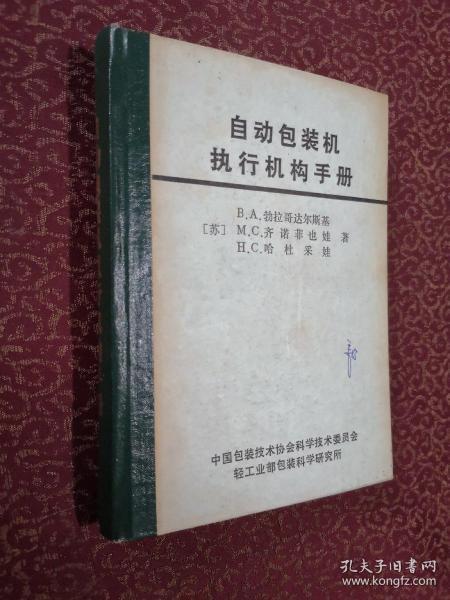 自动包装机
执行机构手册
B.A.勃拉哥达尔斯基
[苏] M.C.齐诺菲也娃 著
H.C.哈杜采娃
中国包装技术协会科学技术委员会
轻工业部包装科学研究所
孔夫子旧书网
www.kongfz.com